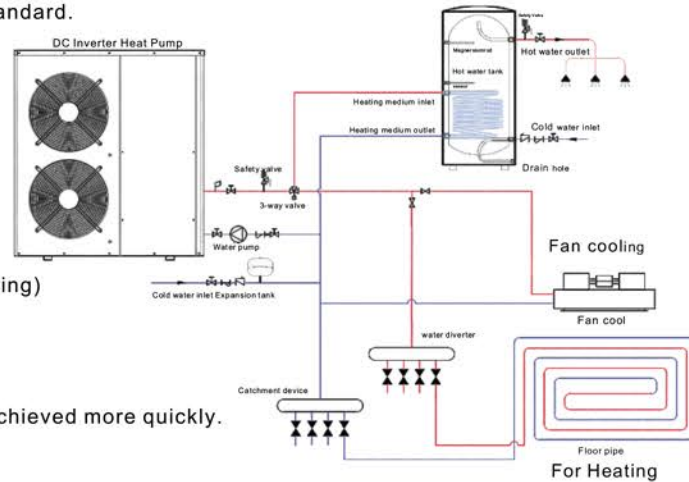 andard.
DC Inverter Heat Pump
Safety Valve
Hot water outlet
Hot water tank
Heating medium inlet
Heating medium outlet
Cold water inlet
Drain hole
Safety valve
3-way valve
Water pump
Fan cooling
ing)
Cold water inlet Expansion tank
Fan cool
water diverter
Catchment device
chieved more quickly.
Floor pipe
For Heating